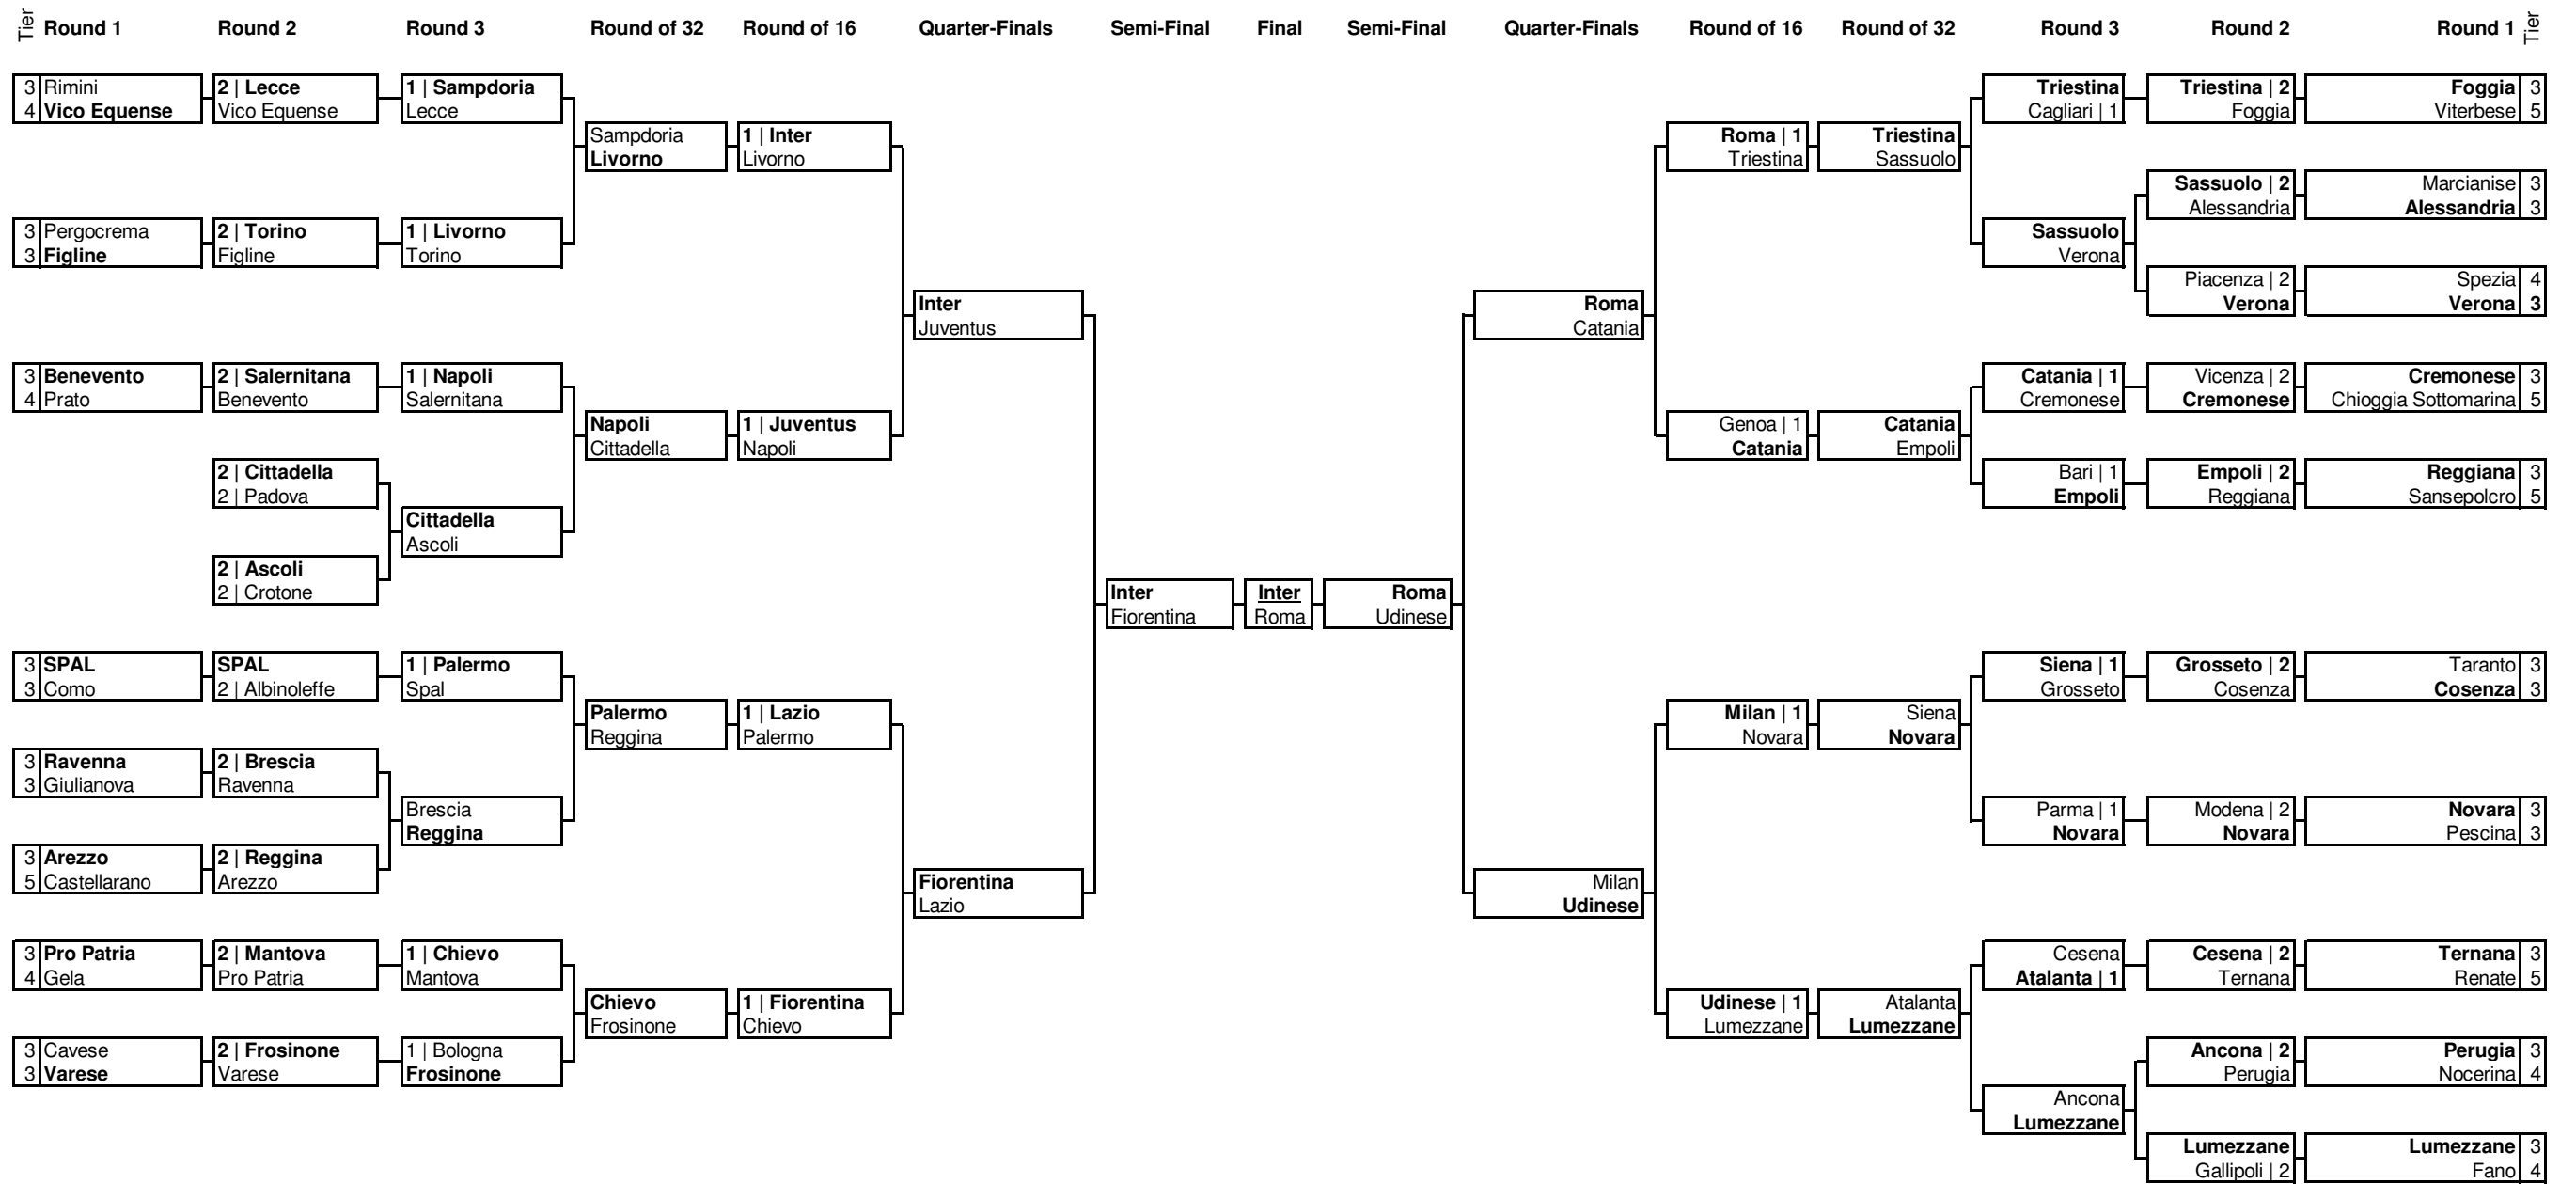 Tier Round 1 Round 2 Round 3 Round of 32 Round of 16 Quarter-Finals Semi-Final Final Semi-Final Quarter-Finals Round of 16 Round of 32 Round 3 Round 2 Round 1 Tier
3 Rimini 2 | Lecce 1 | Sampdoria Triestina Triestina | 2 Foggia 3
4 Vico Equense Vico Equense Lecce Cagliari | 1 Foggia Viterbese 5
Sampdoria 1 | Inter Roma | 1 Triestina
Livorno Livorno Triestina Sassuolo
Sassuolo | 2 Marcianise 3
Alessandria Alessandria 3
3 Pergocrema 2 | Torino 1 | Livorno Sassuolo
3 Figline Figline Torino Verona
Piacenza | 2 Spezia 4
Verona Verona 3
Inter Roma
Juventus Catania
3 Benevento 2 | Salernitana 1 | Napoli Catania | 1 Vicenza | 2 Cremonese 3
4 Prato Benevento Salernitana Cremonese Cremonese Chioggia Sottomarina 5
Napoli 1 | Juventus Genoa | 1 Catania
Cittadella Napoli Catania Empoli
2 | Cittadella Bari | 1 Empoli | 2 Reggiana 3
2 | Padova Empoli Reggiana Sansepolcro 5
Cittadella
Ascoli
2 | Ascoli
2 | Crotone
Inter Inter Roma
Fiorentina Roma Udinese
3 SPAL SPAL 1 | Palermo Siena | 1 Grosseto | 2 Taranto 3
3 Como 2 | Albinoleffe Spal Grosseto Cosenza Cosenza 3
Palermo 1 | Lazio Milan | 1 Siena
Reggina Palermo Novara Novara
3 Ravenna 2 | Brescia
3 Giulianova Ravenna
Brescia Parma | 1 Modena | 2 Novara 3
Reggina Novara Novara Pescina 3
3 Arezzo 2 | Reggina
5 Castellarano Arezzo
Fiorentina Milan
Lazio Udinese
3 Pro Patria 2 | Mantova 1 | Chievo Cesena Cesena | 2 Ternana 3
4 Gela Pro Patria Mantova Atalanta | 1 Ternana Renate 5
Chievo 1 | Fiorentina Udinese | 1 Atalanta
Frosinone Chievo Lumezzane Lumezzane
3 Cavese 2 | Frosinone 1 | Bologna Ancona | 2 Perugia 3
3 Varese Varese Frosinone Perugia Nocerina 4
Ancona
Lumezzane
Lumezzane Lumezzane 3
Gallipoli | 2 Fano 4